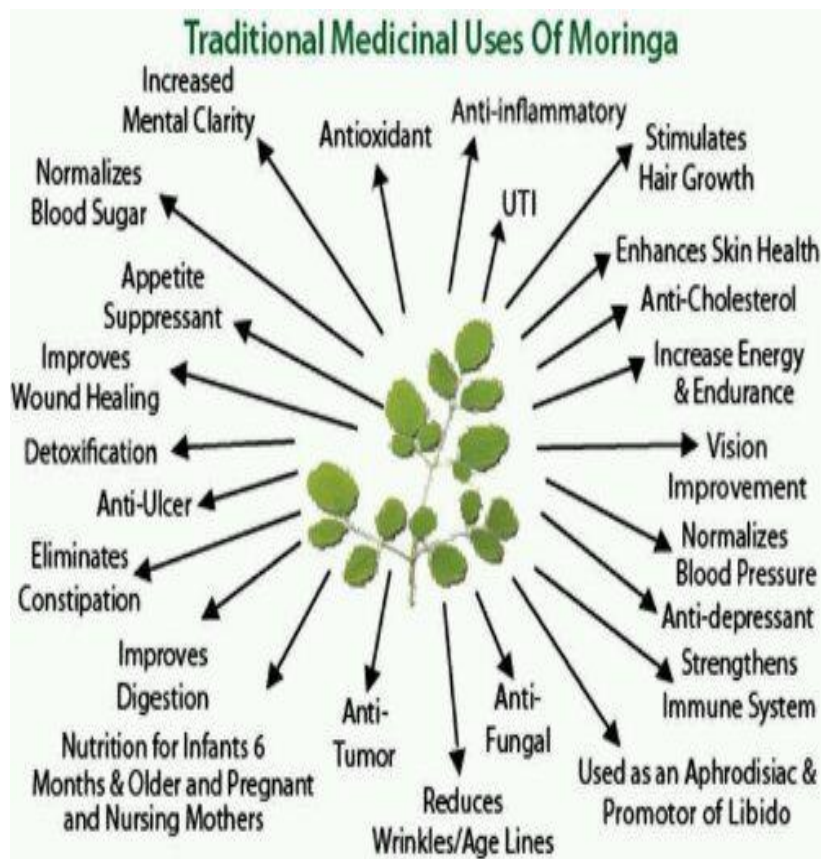 Traditional Medicinal Uses Of Moringa
Increased
Mental Clarity
Antioxidant
Anti-inflammatory
Stimulates
Hair Growth
Normalizes
Blood Sugar
UTI
Enhances Skin Health
Appetite
Suppressant
Anti-Cholesterol
Improves
Wound Healing
Increase Energy
& Endurance
Detoxification
Vision
Improvement
Anti-Ulcer
Normalizes
Blood Pressure
Eliminates
Constipation
Anti-depressant
Improves
Digestion
Strengthens
Immune System
Anti-
Tumor
Anti-
Fungal
Nutrition for Infants 6
Months & Older and Pregnant
and Nursing Mothers
Used as an Aphrodisiac &
Promotor of Libido
Reduces
Wrinkles/Age Lines